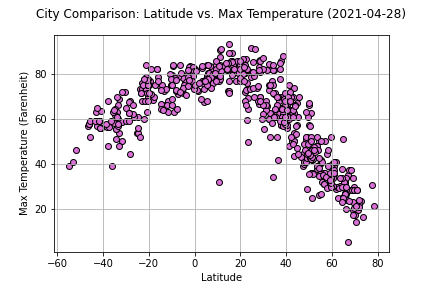 City Comparison: Latitude vs. Max Temperature (2021-04-28)
Max Temperature (Farenheit)
80
60
40
20
−60 −40 −20 0 20 40 60 80
Latitude